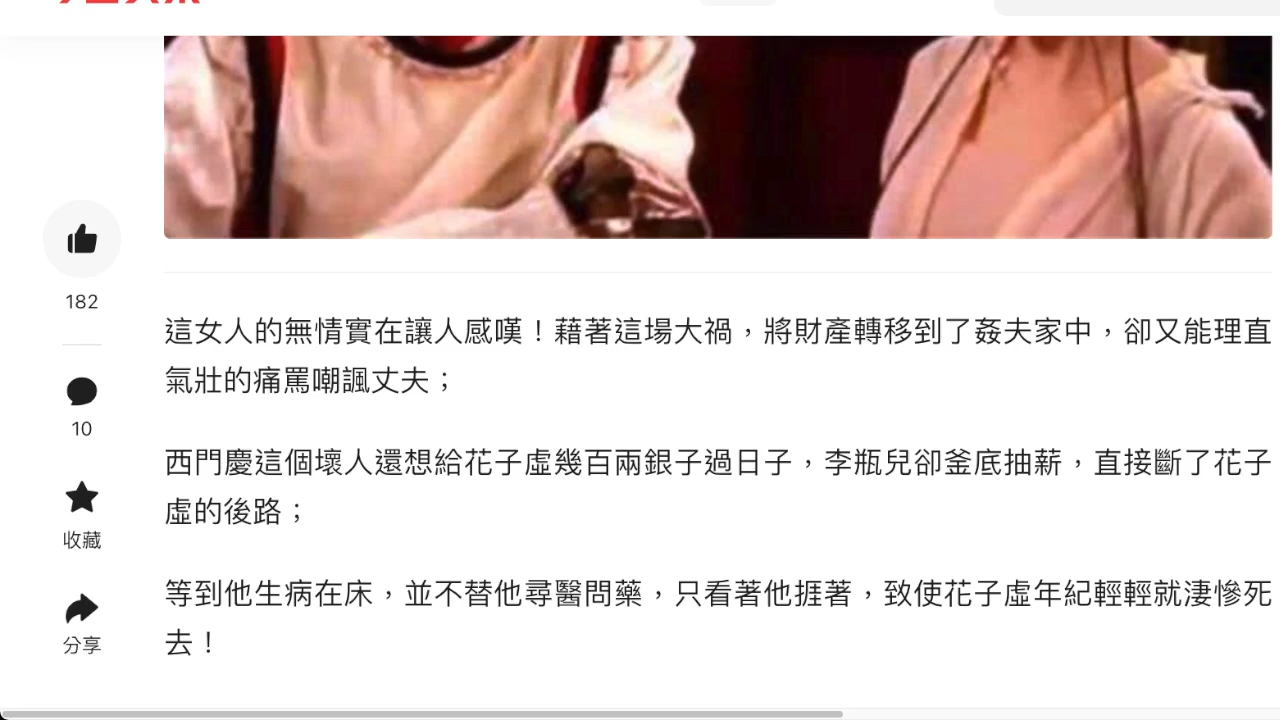 182
10
收藏
分享
這女人的無情實在讓人感嘆！藉著這場大禍，將財產轉移到了姦夫家中，卻又能理直
氣壯的痛罵嘲諷丈夫；
西門慶這個壞人還想給花子虛幾百兩銀子過日子，李瓶兒卻釜底抽薪，直接斷了花子
虛的後路；
等到他生病在床，並不替他尋醫問藥，只看著他捱著，致使花子虛年紀輕輕就淒慘死
去！